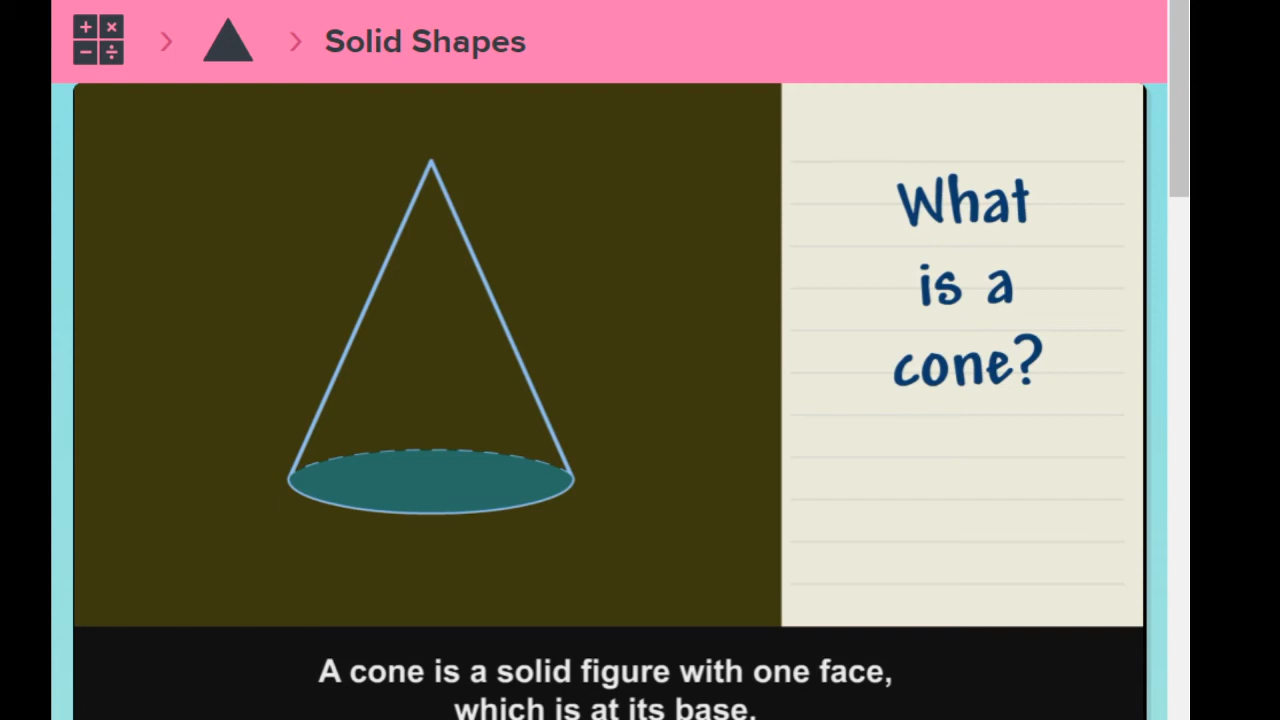 Solid Shapes
What
is a
cone?
A cone is a solid figure with one face,
which is at its base.